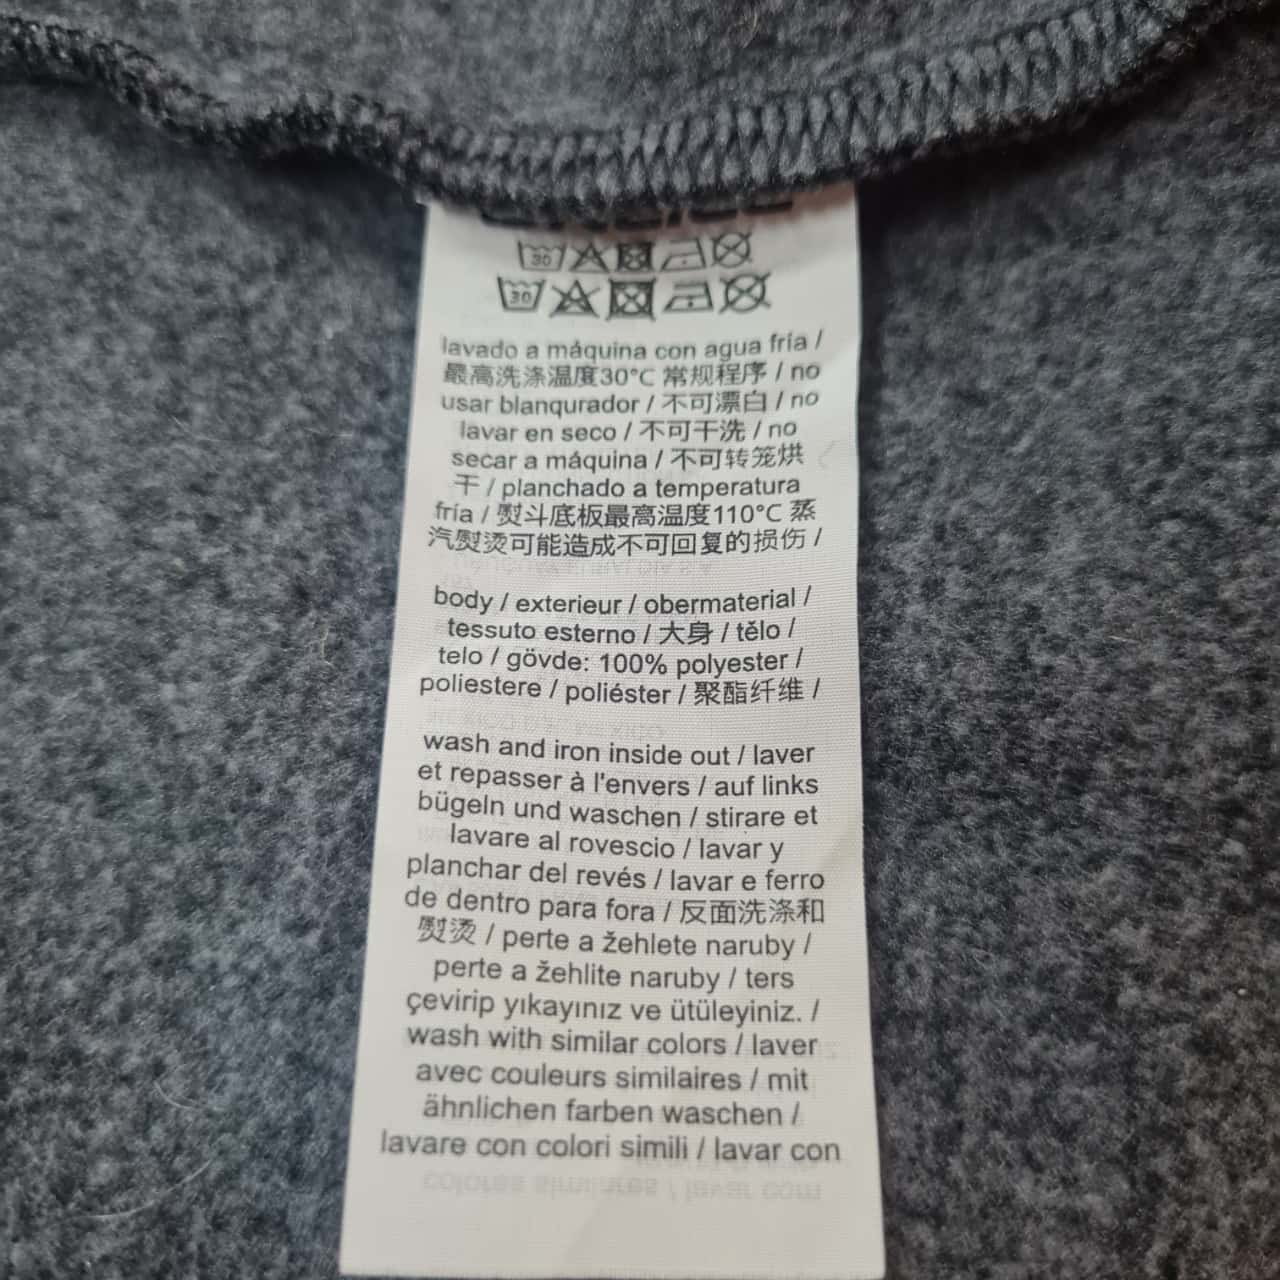 30
30
lavado a máquina con agua fría /
最高洗涤温度30°C 常规程序 / no
usar blanqurador / 不可漂白 / no
lavar en seco / 不可干洗 / no
secar a máquina / 不可转笼烘
干 / planchado a temperatura
fría / 熨斗底板最高温度110°C 蒸
汽熨烫可能造成不可回复的损伤 /
body / exterieur / obermaterial /
tessuto esterno / 大身 / tělo /
telo / gövde: 100% polyester /
poliestere / poliéster / 聚酯纤维 /
wash and iron inside out / laver
et repasser à l'envers / auf links
bügeln und waschen / stirare et
lavare al rovescio / lavar y
planchar del revés / lavar e ferro
de dentro para fora / 反面洗涤和
熨烫 / perte a žehlete naruby /
perte a žehlite naruby / ters
çevirip yıkayınız ve ütüleyiniz. /
wash with similar colors / laver
avec couleurs similaires / mit
ähnlichen farben waschen /
lavare con colori simili / lavar con